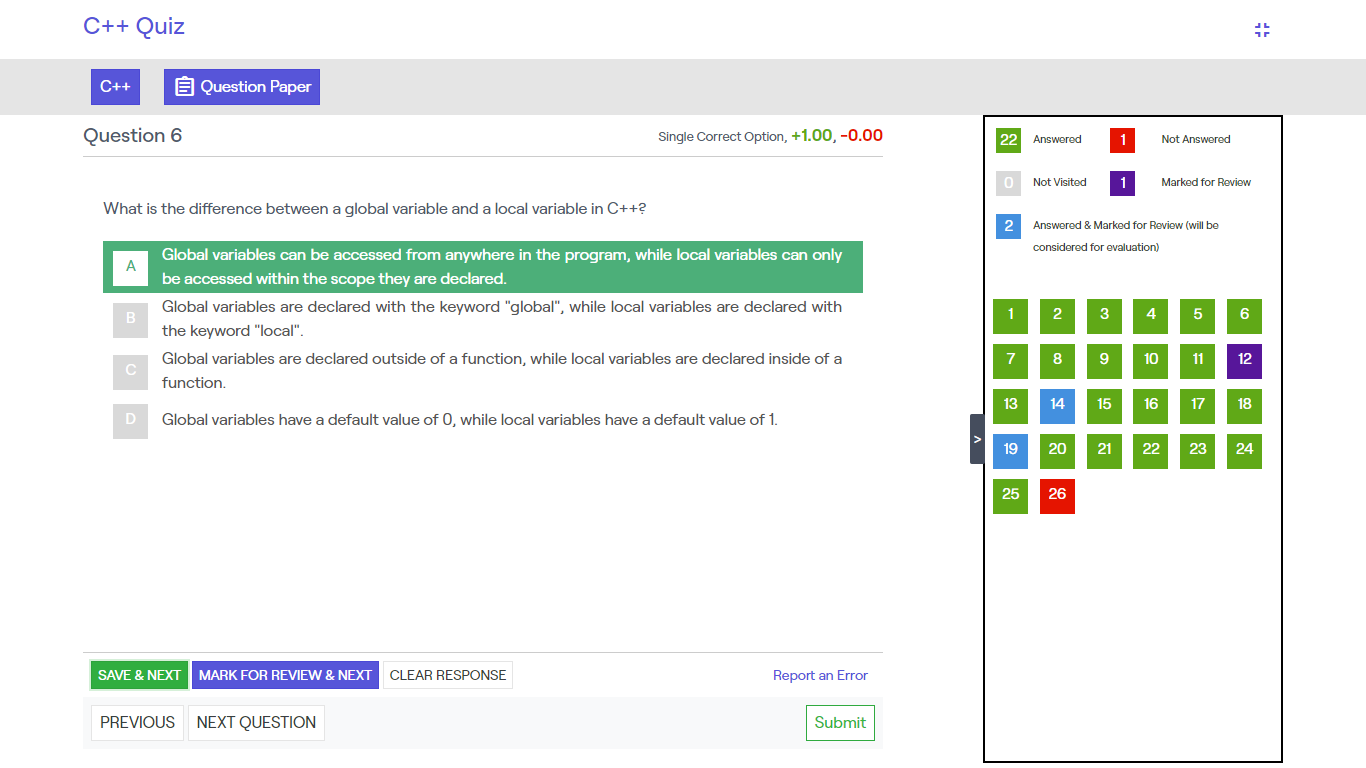 C++ Quiz
C++
Question Paper
Question 6
Single Correct Option, +1.00, -0.00
What is the difference between a global variable and a local variable in C++?
A
Global variables can be accessed from anywhere in the program, while local variables can only
be accessed within the scope they are declared.
B
Global variables are declared with the keyword "global", while local variables are declared with
the keyword "local".
C
Global variables are declared outside of a function, while local variables are declared inside of a
function.
D
Global variables have a default value of 0, while local variables have a default value of 1.
SAVE & NEXT
MARK FOR REVIEW & NEXT
CLEAR RESPONSE
Report an Error
PREVIOUS
NEXT QUESTION
Submit
>
22 Answered 1 Not Answered
0 Not Visited 1 Marked for Review
2 Answered & Marked for Review (will be
considered for evaluation)
1 2 3 4 5 6
7 8 9 10 11 12
13 14 15 16 17 18
19 20 21 22 23 24
25 26